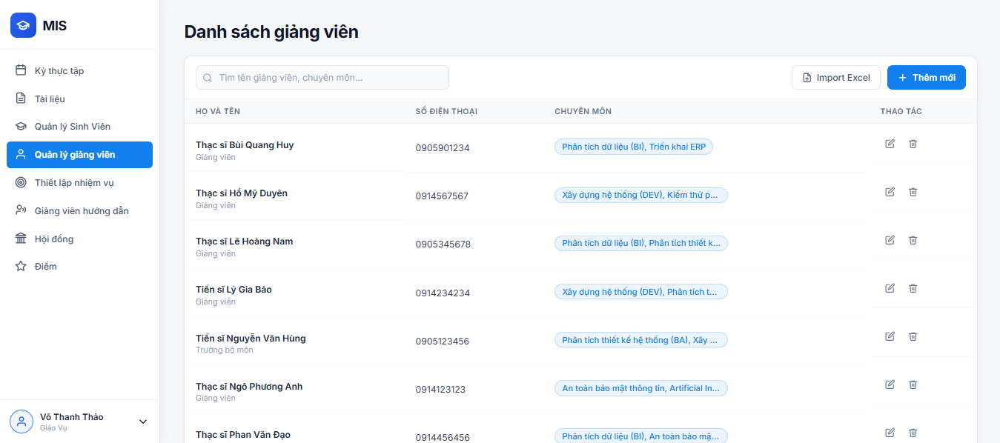 MIS
Kỳ thực tập
Tài liệu
Quản lý Sinh Viên
Quản lý giảng viên
Thiết lập nhiệm vụ
Giảng viên hướng dẫn
Hội đồng
Điểm
Võ Thanh Thảo
Giáo Vụ
Danh sách giảng viên
Tìm tên giảng viên, chuyên môn...
Import Excel
Thêm mới
HỌ VÀ TÊN SỐ ĐIỆN THOẠI CHUYÊN MÔN THAO TÁC
Thạc sĩ Bùi Quang Huy 0905901234 Phân tích dữ liệu (BI), Triển khai ERP
Giảng viên
Thạc sĩ Hồ Mỹ Duyên 0914567567 Xây dựng hệ thống (DEV), Kiểm thử p...
Giảng viên
Thạc sĩ Lê Hoàng Nam 0905345678 Phân tích dữ liệu (BI), Phân tích thiết k...
Giảng viên
Tiến sĩ Lý Gia Bảo 0914234234 Xây dựng hệ thống (DEV), Phân tích t...
Giảng viên
Tiến sĩ Nguyễn Văn Hùng 0905123456 Phân tích thiết kế hệ thống (BA), Xây ...
Trưởng bộ môn
Thạc sĩ Ngô Phương Anh 0914123123 An toàn bảo mật thông tin, Artificial In...
Giảng viên
Thạc sĩ Phan Văn Đạo 0914456456 Phân tích dữ liệu (BI), An toàn bảo mậ...